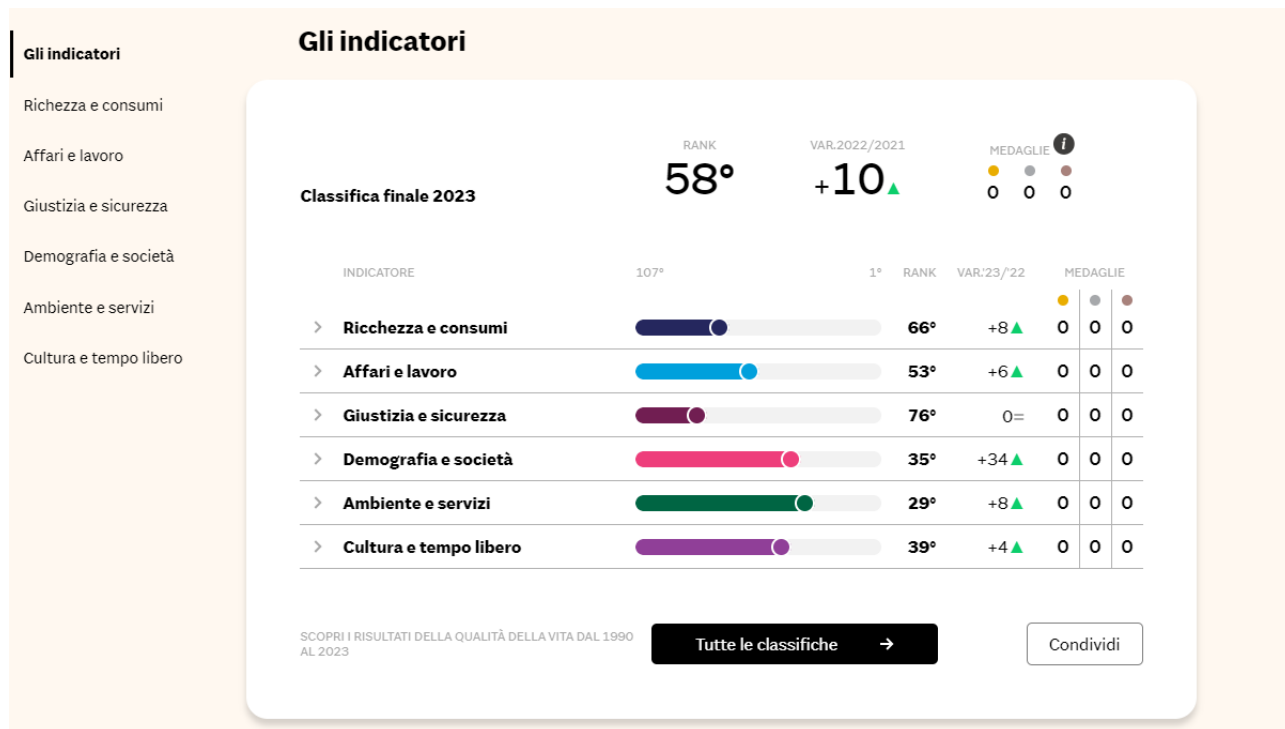 Gli indicatori
Richezza e consumi
Affari e lavoro
Giustizia e sicurezza
Demografia e società
Ambiente e servizi
Cultura e tempo libero
Gli indicatori
RANK VAR.2022/2021 MEDAGLIE i
Classifica finale 2023 58° +10 0 0 0
INDICATORE 107° 1° RANK VAR.'23/'22 MEDAGLIE
Ricchezza e consumi 66° +8 0 0 0
Affari e lavoro 53° +6 0 0 0
Giustizia e sicurezza 76° 0= 0 0 0
Demografia e società 35° +34 0 0 0
Ambiente e servizi 29° +8 0 0 0
Cultura e tempo libero 39° +4 0 0 0
SCOPRI I RISULTATI DELLA QUALITÀ DELLA VITA DAL 1990
AL 2023
Tutte le classifiche →
Condividi